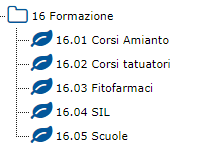 16 Formazione
16.01 Corsi Amianto
16.02 Corsi tatuatori
16.03 Fitofarmaci
16.04 SIL
16.05 Scuole